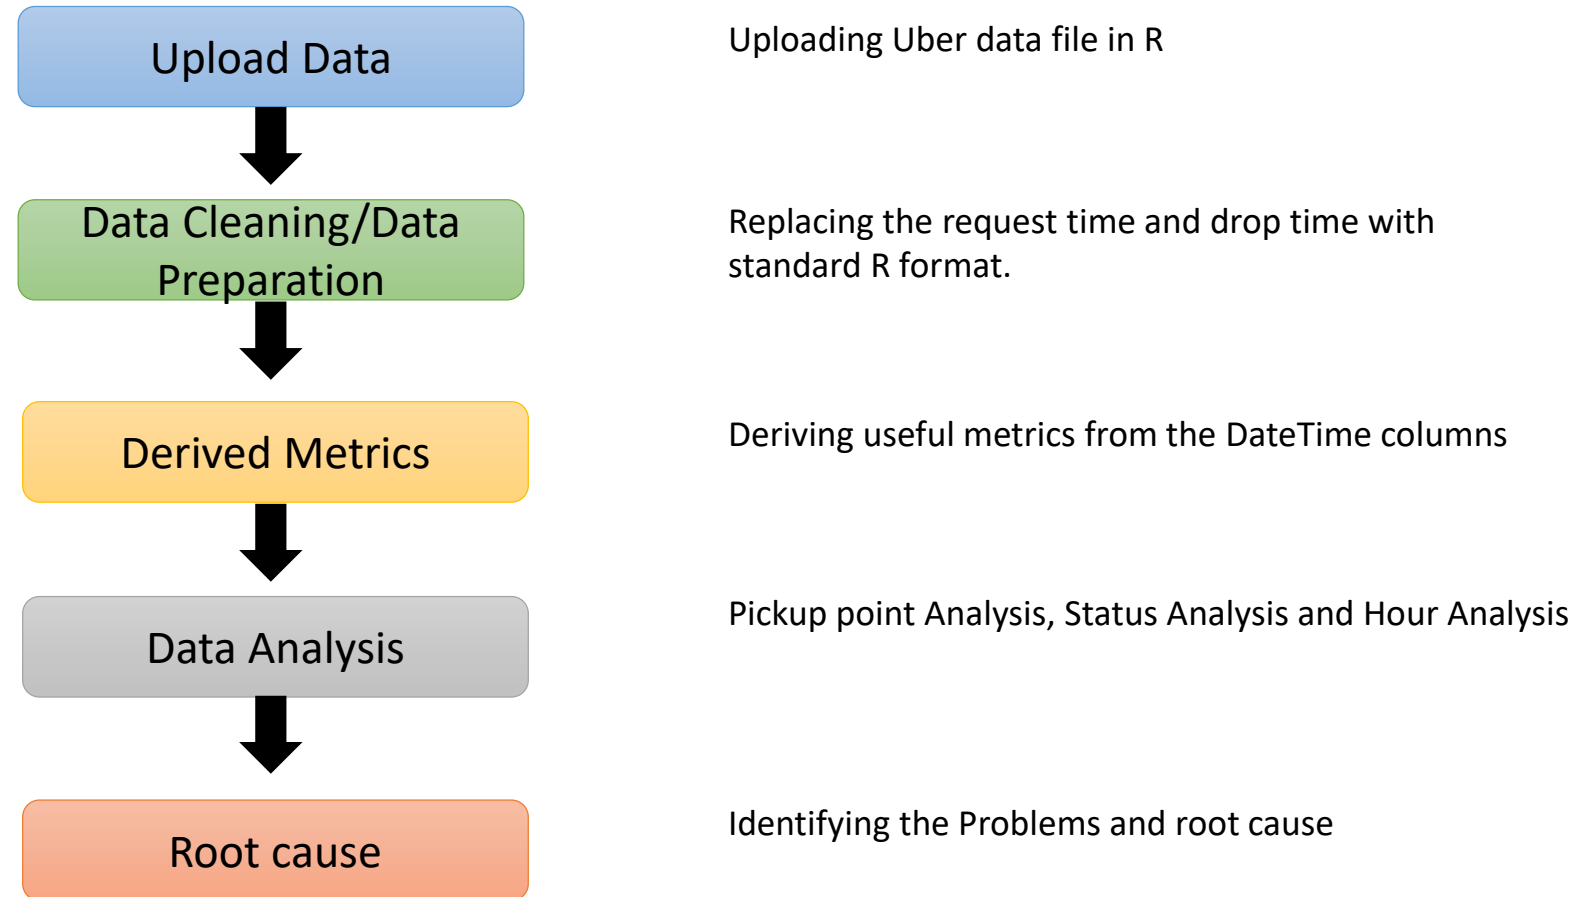 Upload Data
Uploading Uber data file in R
Data Cleaning/Data
Preparation
Replacing the request time and drop time with
standard R format.
Derived Metrics
Deriving useful metrics from the DateTime columns
Data Analysis
Pickup point Analysis, Status Analysis and Hour Analysis
Root cause
Identifying the Problems and root cause